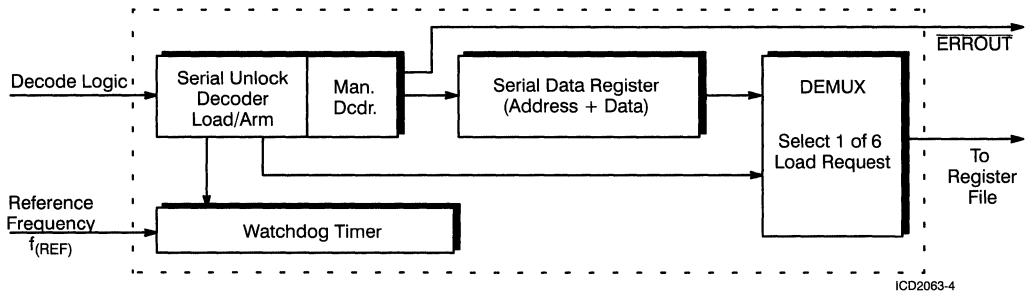 ERROUT
Decode Logic
Serial Unlock
Decoder
Load/Arm
Man.
Dcdr.
Serial Data Register
(Address + Data)
DEMUX
Select 1 of 6
Load Request
To
Register
File
Reference
Frequency
f(REF)
Watchdog Timer
ICD2063-4